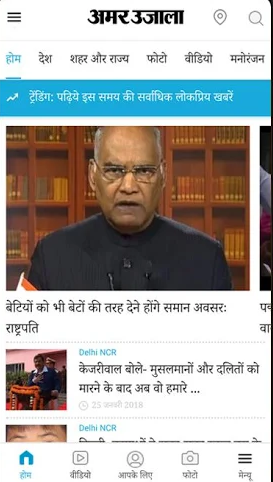 अमर उजाला
होम देश शहर और राज्य फोटो वीडियो मनोरंजन
ट्रेंडिंग: पढ़िये इस समय की सर्वाधिक लोकप्रिय खबरें
बेटियों को भी बेटों की तरह देने होंगे समान अवसरः
राष्ट्रपति
Delhi NCR
केजरीवाल बोले- मुसलमानों और दलितों को
मारने के बाद अब वो हमारे ...
25 जनवरी 2018
Delhi NCR
होम वीडियो आपके लिए फोटो मेन्यू